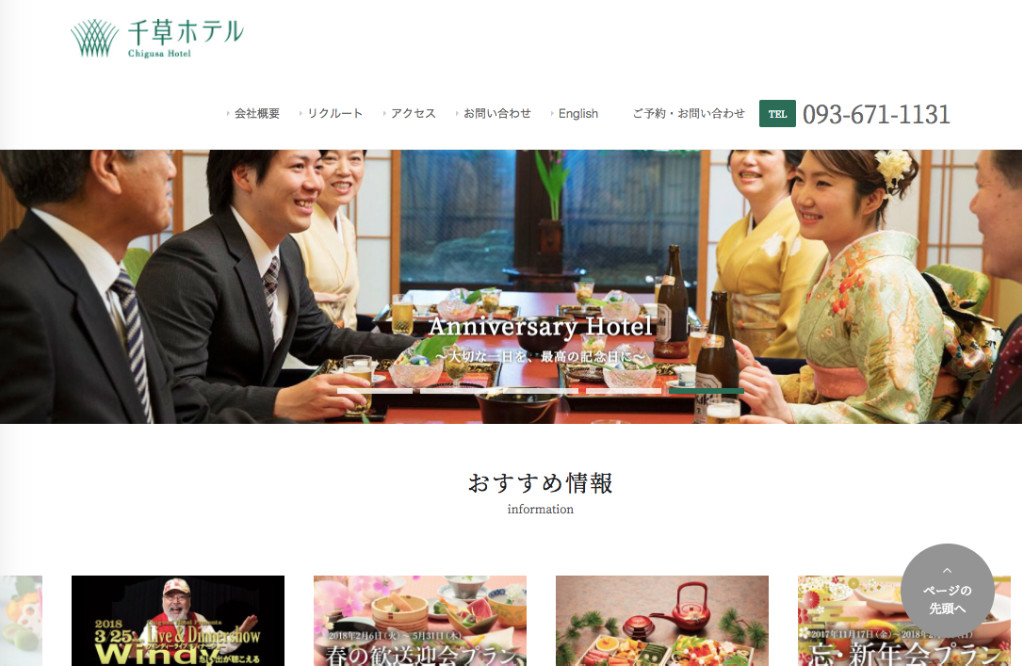 千草ホテル
Chigusa Hotel
会社概要 リクルート アクセス お問い合わせ English ご予約・お問い合わせ TEL 093-671-1131
Anniversary Hotel
〜大切な一日を、最高の記念日に〜
おすすめ情報
information
ページの
先頭へ
2018
3 25 Live & Dinnershow
Windy
2018年2月6日(火)〜5月31日(木)
春の歓送迎会プラン
2017年11月17日(金)〜2018年2
忘・新年会プラン